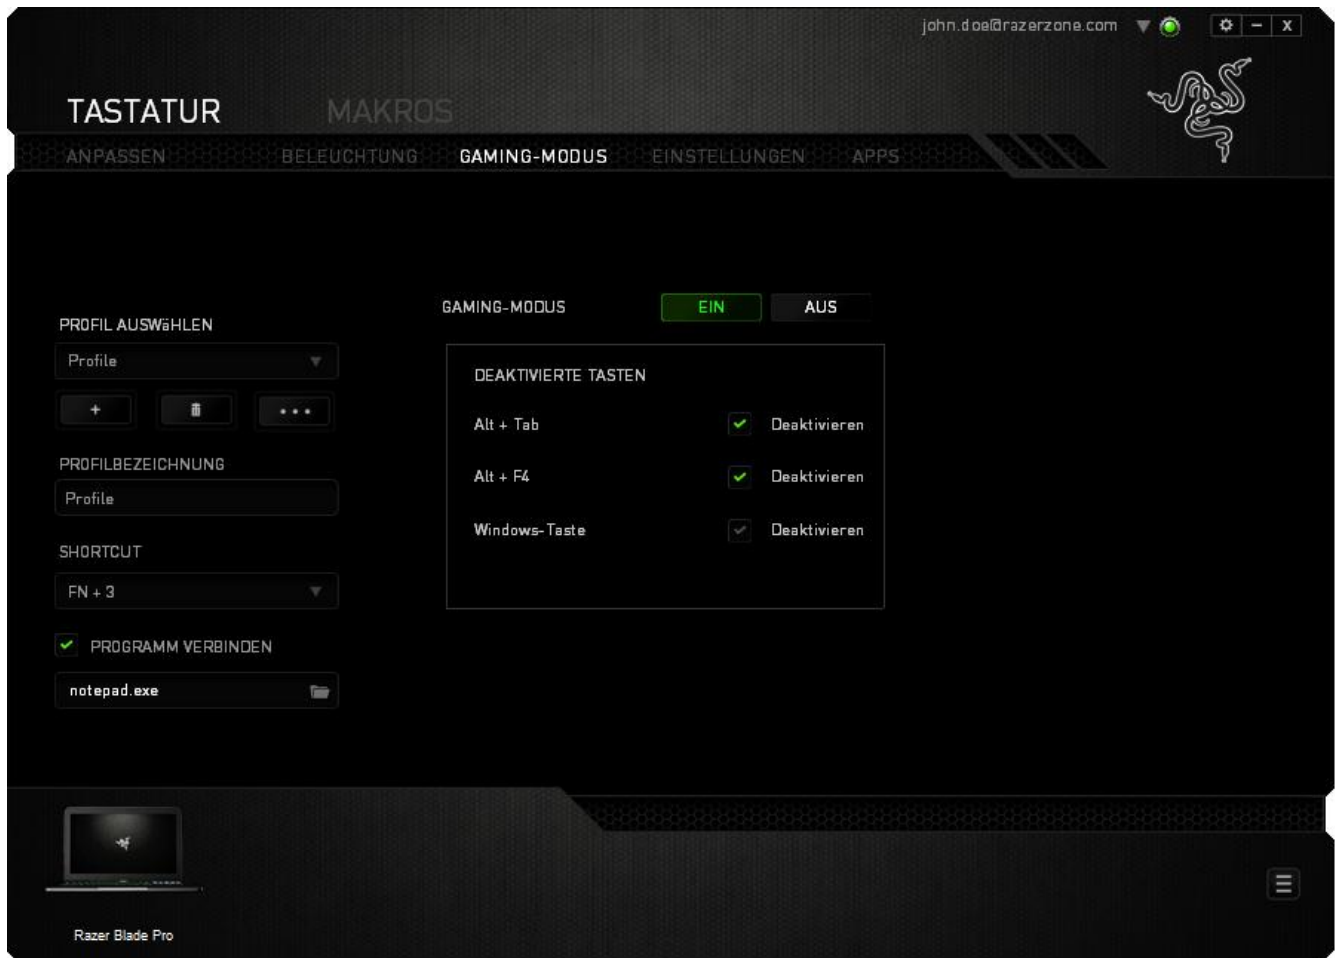 john.doe@razerzone.com
TASTATUR MAKROS
ANPASSEN BELEUCHTUNG GAMING-MODUS EINSTELLUNGEN APPS
GAMING-MODUS EIN AUS
PROFIL AUSWäHLEN
Profile
DEAKTIVIERTE TASTEN
Alt + Tab Deaktivieren
PROFILBEZEICHNUNG
Profile
Alt + F4 Deaktivieren
Windows-Taste Deaktivieren
SHORTCUT
FN + 3
PROGRAMM VERBINDEN
notepad.exe
Razer Blade Pro